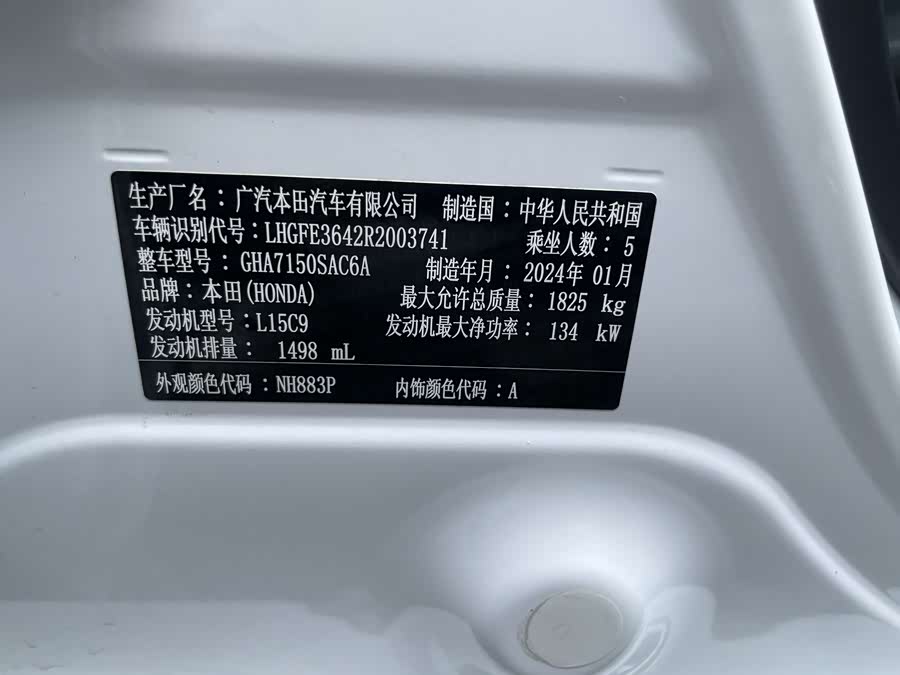 生产厂名：广汽本田汽车有限公司 制造国：中华人民共和国
车辆识别代号：LHGFE3642R2003741 乘坐人数：5
整车型号：GHA7150SAC6A 制造年月：2024年 01月
品牌：本田(HONDA) 最大允许总质量：1825 kg
发动机型号：L15C9 发动机最大净功率：134 kW
发动机排量：1498 mL
外观颜色代码：NH883P 内饰颜色代码：A